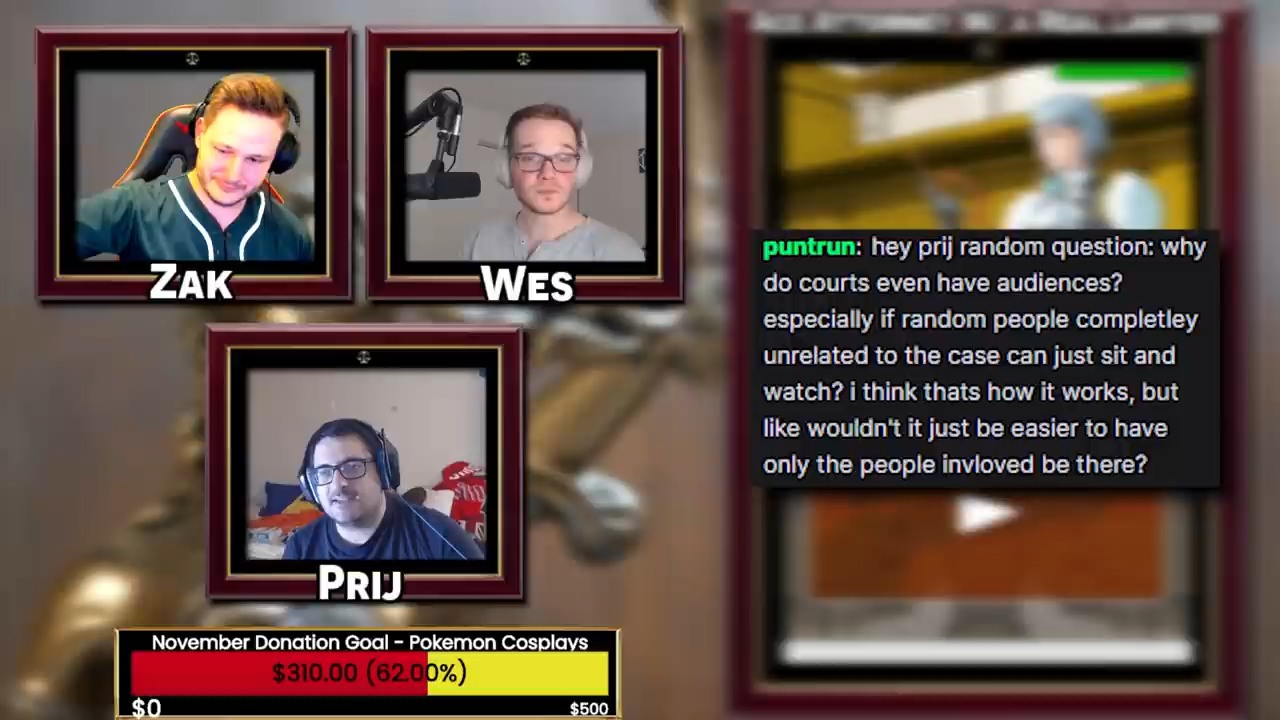 ZAK
WES
PRIJ
puntrun: hey prij random question: why
do courts even have audiences?
especially if random people completley
unrelated to the case can just sit and
watch? i think thats how it works, but
like wouldn't it just be easier to have
only the people invloved be there?
November Donation Goal - Pokemon Cosplays
$310.00 (62.00%)
$0
$500